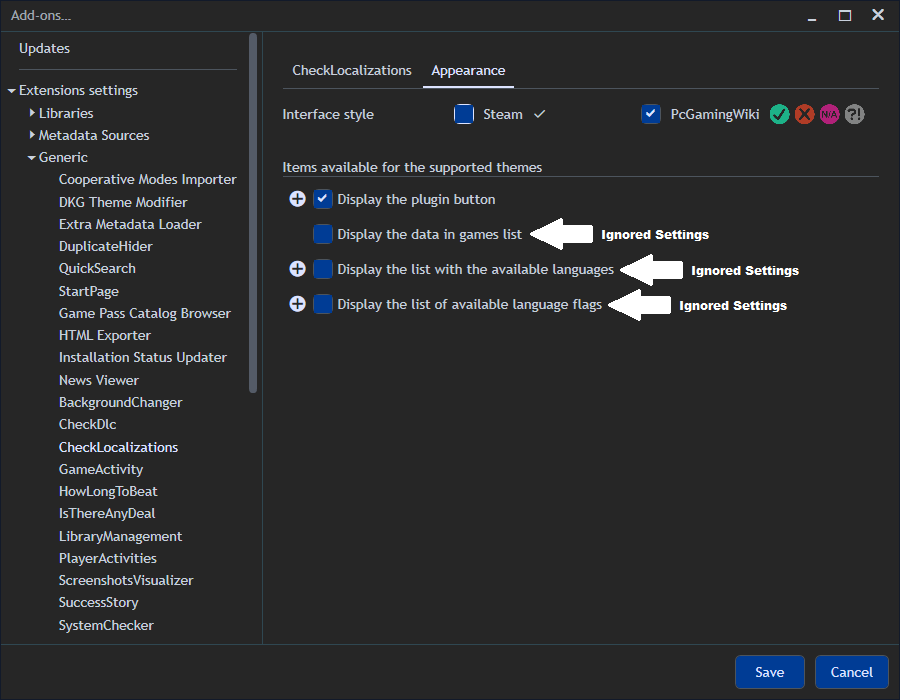 Add-ons...
Updates
Extensions settings
Libraries
Metadata Sources
Generic
Cooperative Modes Importer
DKG Theme Modifier
Extra Metadata Loader
DuplicateHider
QuickSearch
StartPage
Game Pass Catalog Browser
HTML Exporter
Installation Status Updater
News Viewer
BackgroundChanger
CheckDlc
CheckLocalizations
GameActivity
HowLongToBeat
IsThereAnyDeal
LibraryManagement
PlayerActivities
ScreenshotsVisualizer
SuccessStory
SystemChecker
CheckLocalizations Appearance
Interface style Steam PcGamingWiki N/A ?!
Items available for the supported themes
Display the plugin button
Display the data in games list Ignored Settings
Display the list with the available languages Ignored Settings
Display the list of available language flags Ignored Settings
Save Cancel